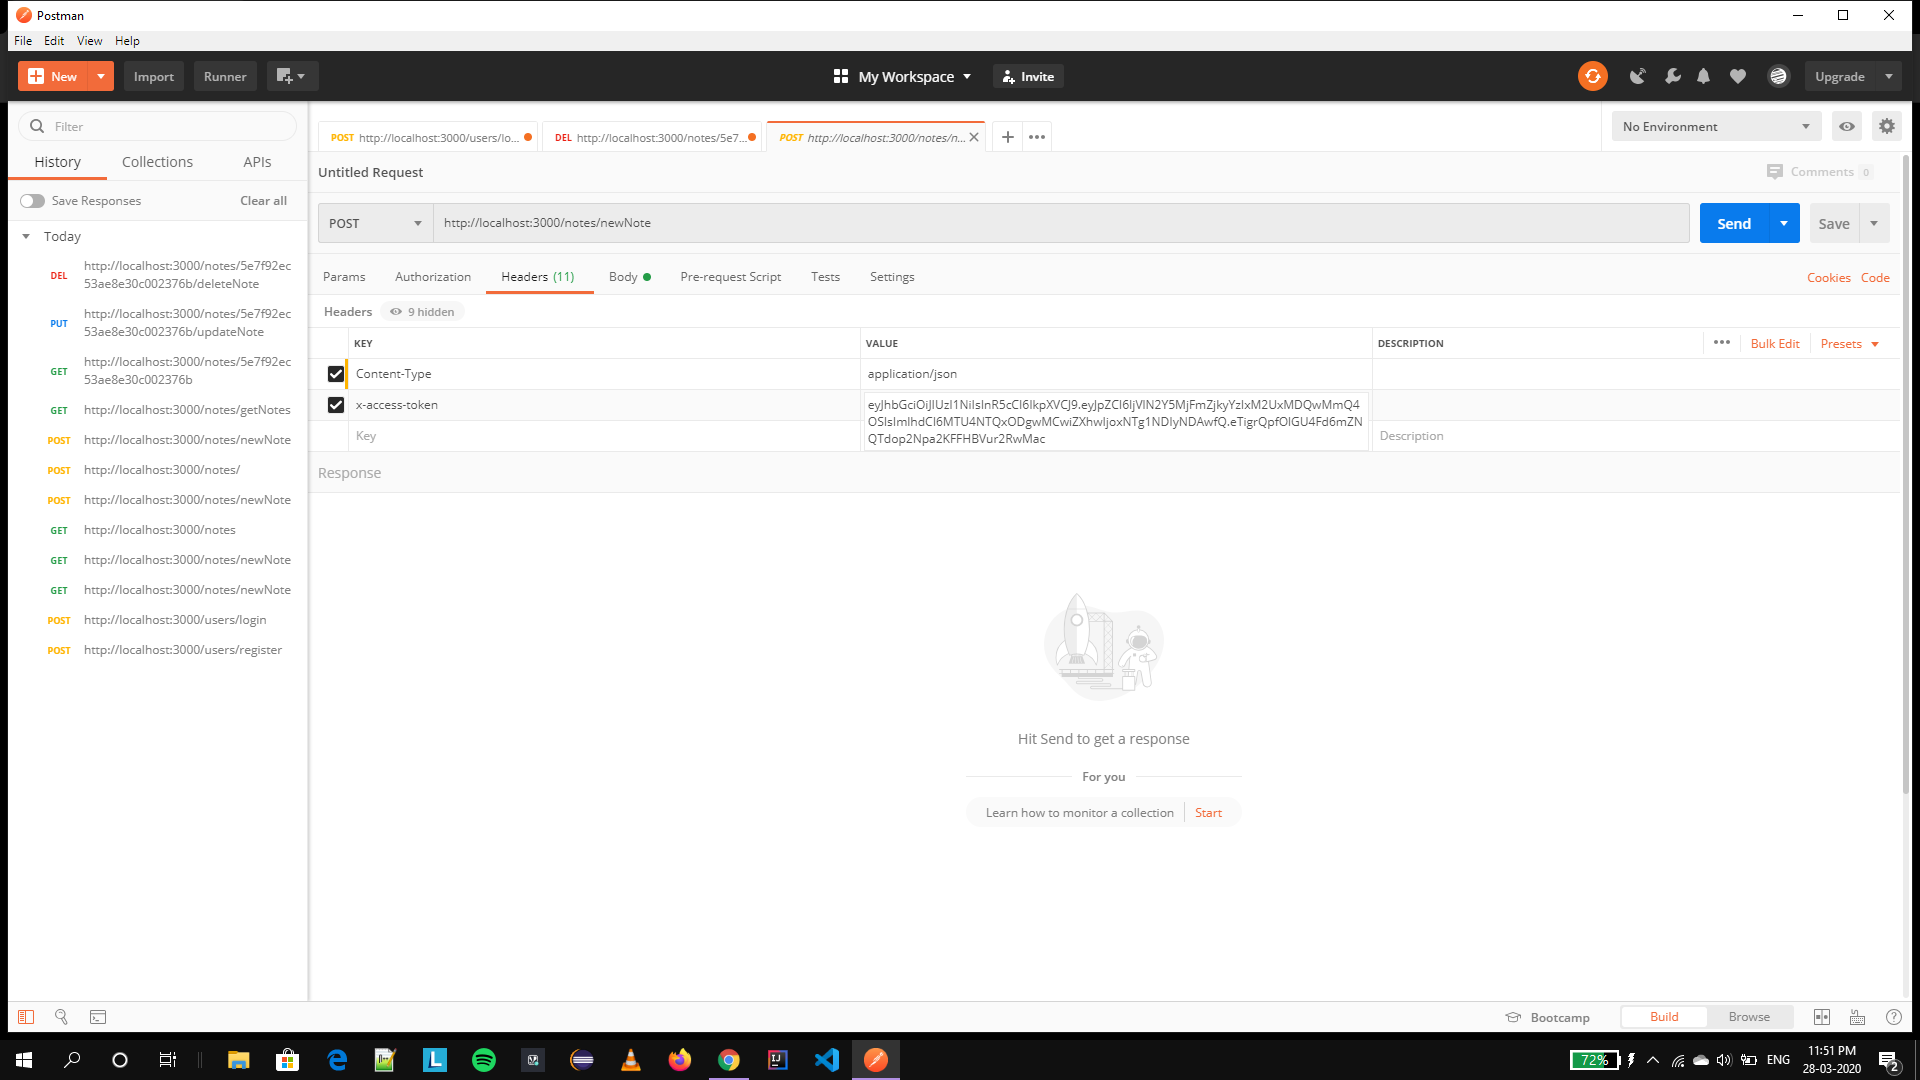 Postman
File Edit View Help
New Import Runner My Workspace Invite Upgrade
Filter
History Collections APIs
Save Responses Clear all
Today
DEL http://localhost:3000/notes/5e7f92ec
53ae8e30c002376b/deleteNote
PUT http://localhost:3000/notes/5e7f92ec
53ae8e30c002376b/updateNote
GET http://localhost:3000/notes/5e7f92ec
53ae8e30c002376b
GET http://localhost:3000/notes/getNotes
POST http://localhost:3000/notes/newNote
POST http://localhost:3000/notes/
POST http://localhost:3000/notes/newNote
GET http://localhost:3000/notes
GET http://localhost:3000/notes/newNote
GET http://localhost:3000/notes/newNote
POST http://localhost:3000/users/login
POST http://localhost:3000/users/register
POST http://localhost:3000/users/lo... DEL http://localhost:3000/notes/5e7... POST http://localhost:3000/notes/n...
No Environment
Untitled Request Comments 0
POST http://localhost:3000/notes/newNote Send Save
Params Authorization Headers (11) Body Pre-request Script Tests Settings Cookies Code
Headers 9 hidden
KEY VALUE DESCRIPTION Bulk Edit Presets
Content-Type application/json
x-access-token
Key Description
Response
Hit Send to get a response
For you
Learn how to monitor a collection Start
Bootcamp Build Browse
72% ENG 11:51 PM
28-03-2020
2